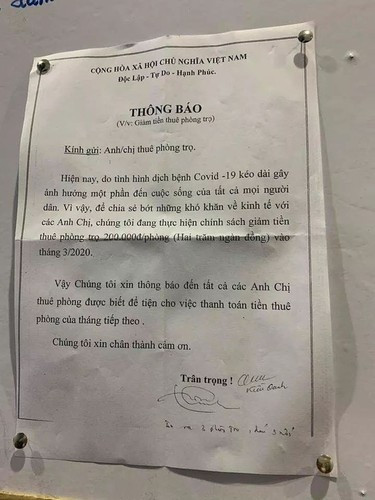 CỘNG HÒA XÃ HỘI CHỦ NGHĨA VIỆT NAM
Độc Lập - Tự Do - Hạnh Phúc.
THÔNG BÁO
(V/v: Giảm tiền thuê phòng trọ)
Kính gửi: Anh/chị thuê phòng trọ.
Hiện nay, do tình hình dịch bệnh Covid -19 kéo dài gây
ảnh hưởng một phần đến cuộc sống của tất cả mọi người
dân. Vì vậy, để chia sẻ bớt những khó khăn về kinh tế với
các Anh Chị, chúng tôi đang thực hiện chính sách giảm tiền
thuê phòng trọ 200.000đ/phòng (Hai trăm ngàn đồng) vào
tháng 3/2020.
Vậy Chúng tôi xin thông báo đến tất cả các Anh Chị
thuê phòng được biết để tiện cho việc thanh toán tiền thuê
phòng của tháng tiếp theo .
Chúng tôi xin chân thành cảm ơn.
Trân trọng !
Kiều Oanh